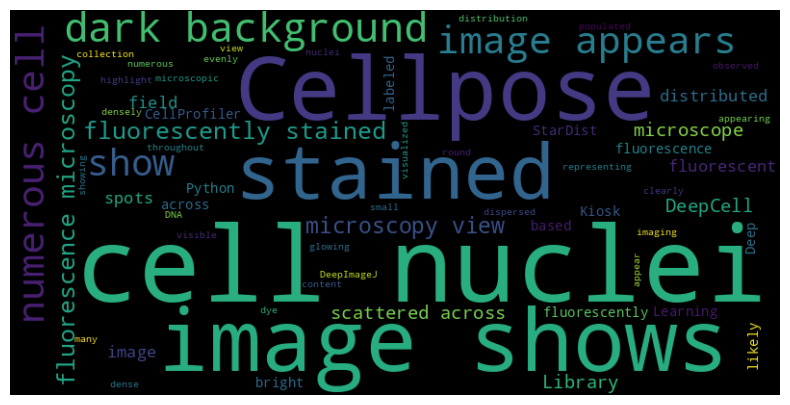 distribution
populated
dark background
image appears
view
collection
evenly
nuclei
numerous
observed
numerous cell
fluorescence microscopy
highlight
microscopic
Cellpose
labeled
distributed
field
densely
CellProfiler
appearing
fluorescently stained
StarDist
microscope
throughout
visualized
round
fluorescence
show
stained
showing
representing
fluorescent
Python
clearly
spots
across
small
DeepCell
DNA
dispersed
Kiosk
microscopy view
based
visible
imaging
Deep
cell nuclei
glowing
DeepImageJ
appear
content
dye
scattered across
fluorescently
Learning
image shows
many
image
likely
dense
bright
Library